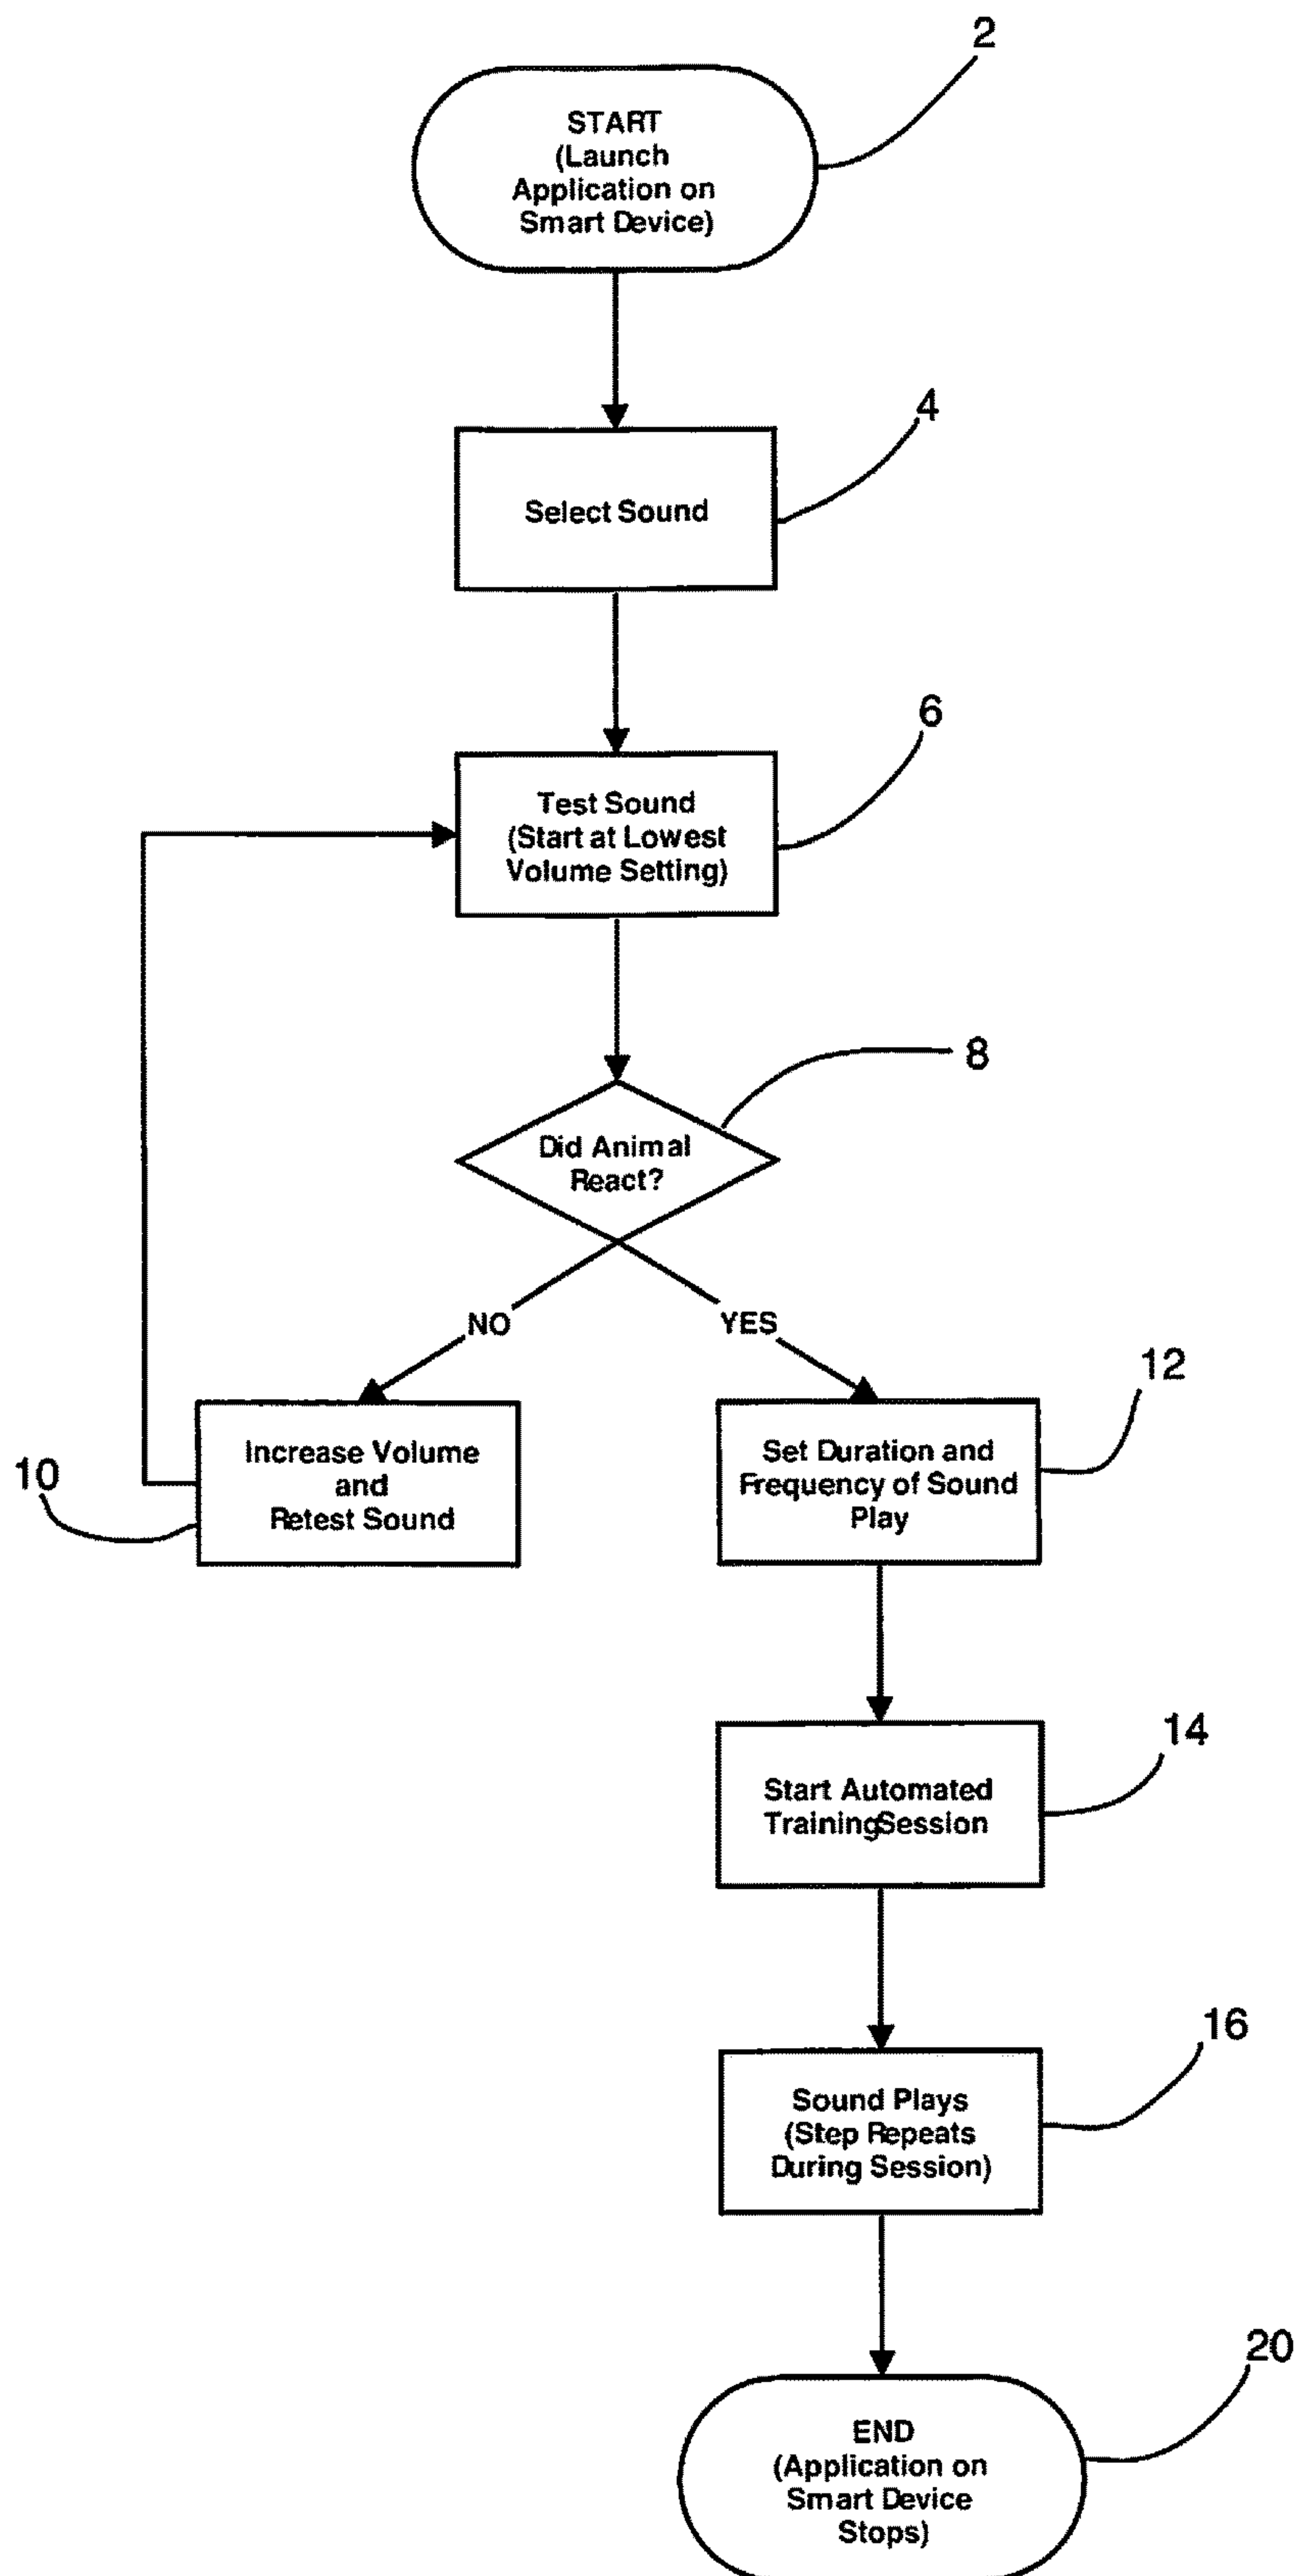 2
START
(Launch
Application on
Smart Device)
4
Select Sound
6
Test Sound
(Start at Lowest
Volume Setting)
8
Did Animal
React?
NO
YES
12
10
Increase Volume
and
Retest Sound
Set Duration and
Frequency of Sound
Play
14
Start Automated
TrainingSession
16
Sound Plays
(Step Repeats
During Session)
20
END
(Application on
Smart Device
Stops)